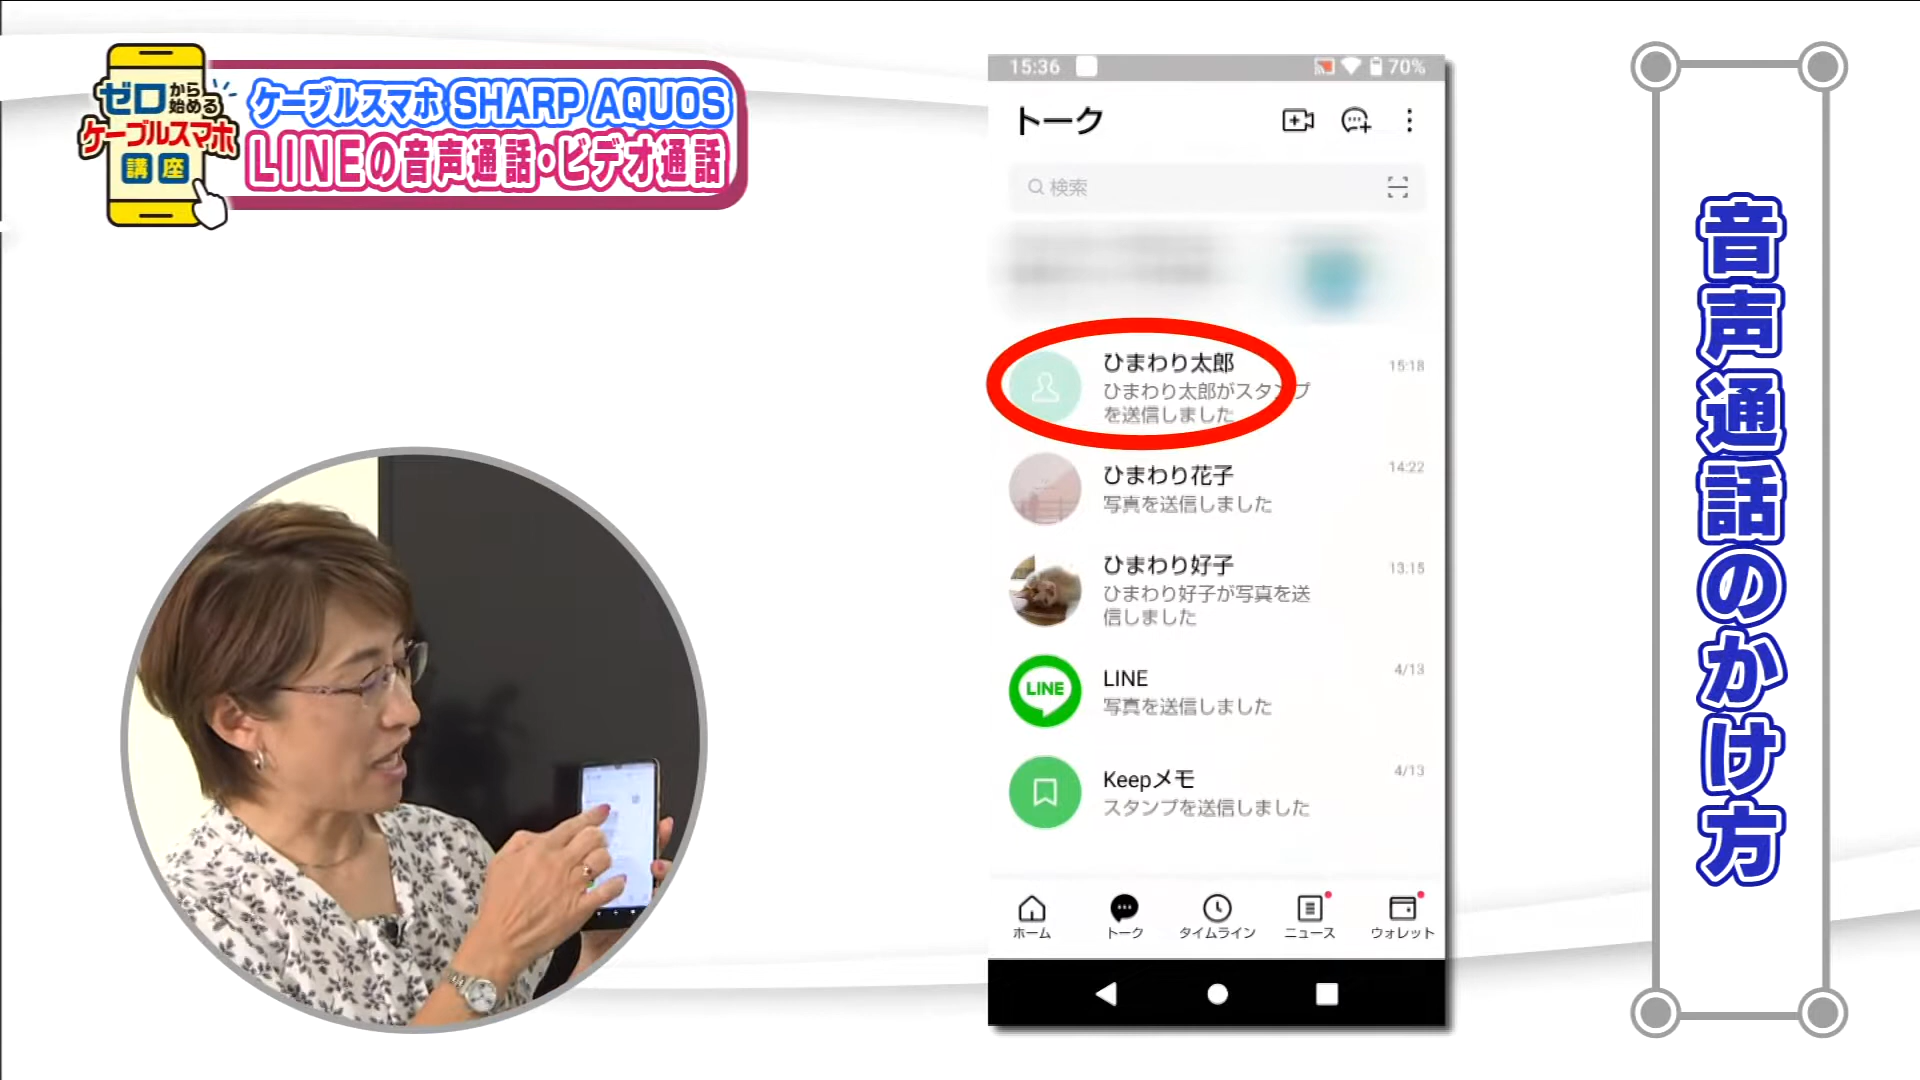 ゼロから
始める
ケーブルスマホ
講座
ケーブルスマホ SHARP AQUOS
LINEの音声通話・ビデオ通話
15:36
70%
トーク
検索
ひまわり太郎
15:18
ひまわり太郎がスタンプ
を送信しました
ひまわり花子
14:22
写真を送信しました
ひまわり好子
13:15
ひまわり好子が写真を送
信しました
LINE
LINE
4/13
写真を送信しました
Keepメモ
4/13
スタンプを送信しました
ホーム
トーク
タイムライン
ニュース
ウォレット
音声通話のかけ方